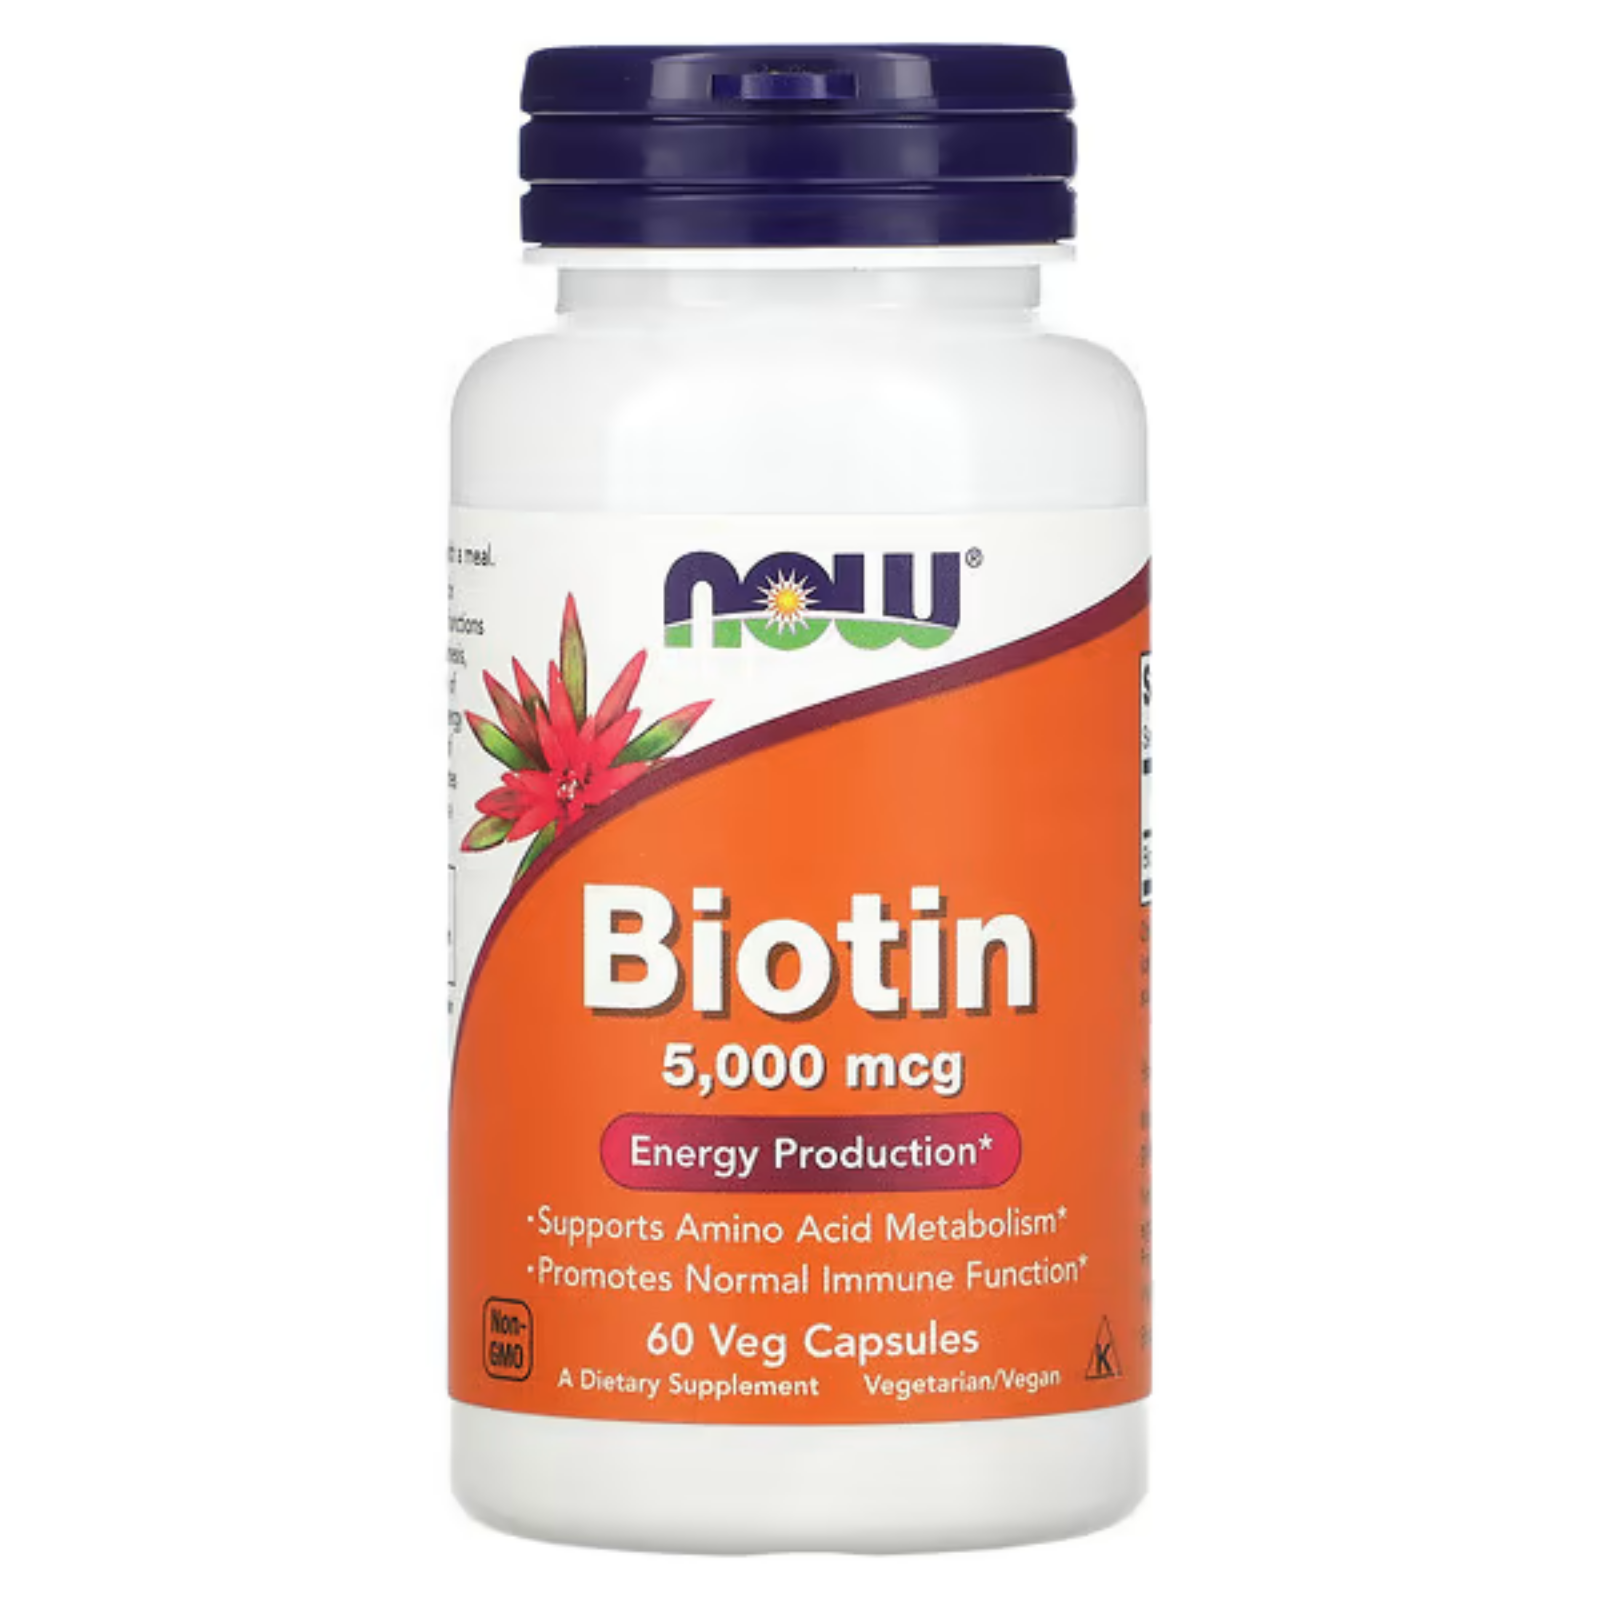 a meal.
now®
Biotin
5,000 mcg
Energy Production*
•Supports Amino Acid Metabolism*
•Promotes Normal Immune Function*
Non-
GMO
60 Veg Capsules
K
A Dietary Supplement Vegetarian/Vegan